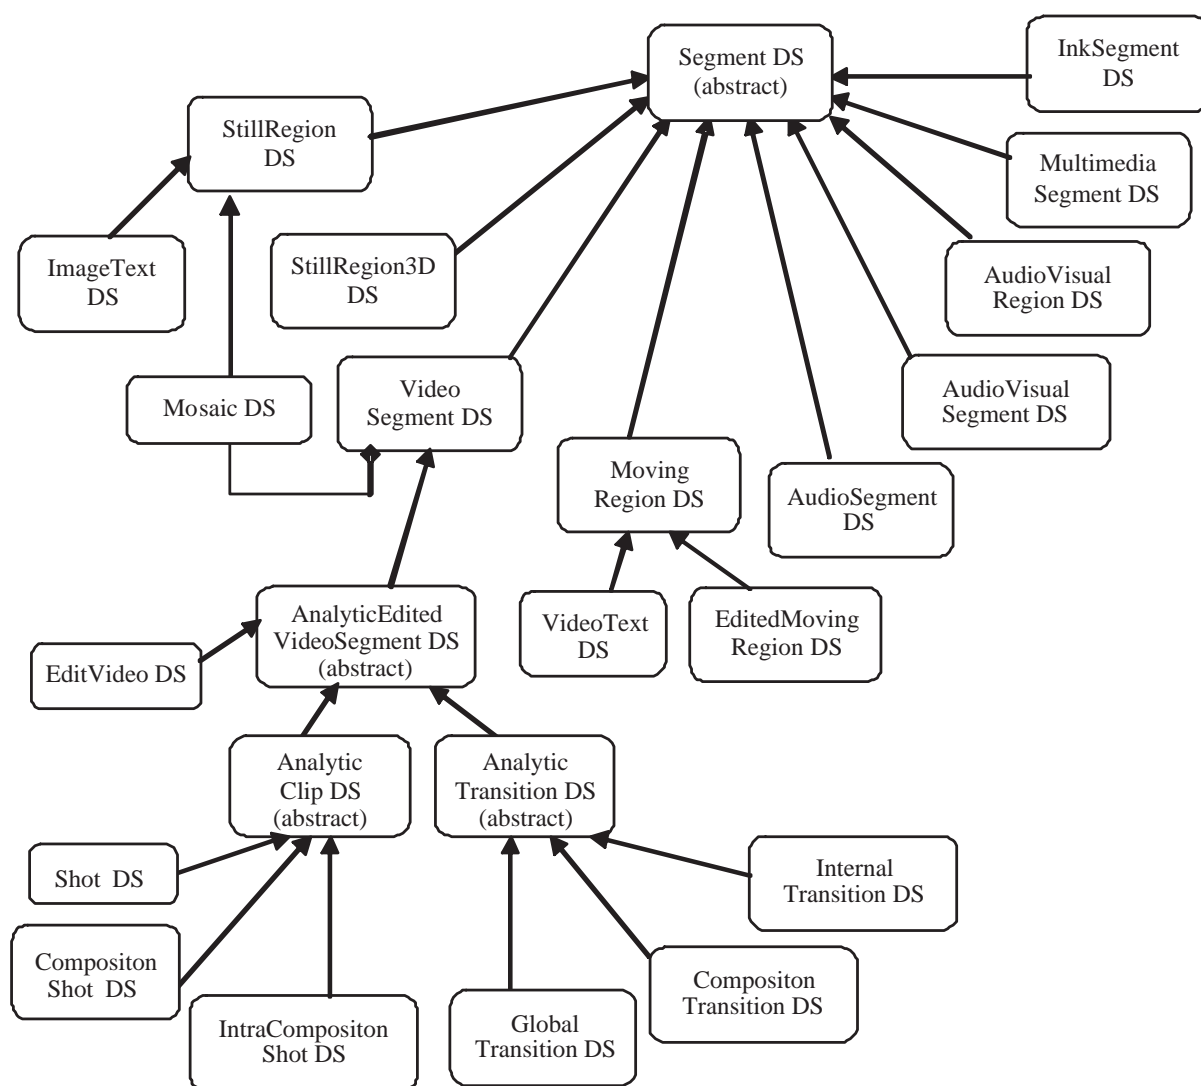 Segment DS
(abstract)
InkSegment
DS
StillRegion
DS
Multimedia
Segment DS
ImageText
DS
StillRegion3D
DS
AudioVisual
Region DS
Mosaic DS
Video
Segment DS
AudioVisual
Segment DS
Moving
Region DS
AudioSegment
DS
AnalyticEdited
VideoSegment DS
(abstract)
VideoText
DS
EditedMoving
Region DS
EditVideo DS
Analytic
Clip DS
(abstract)
Analytic
Transition DS
(abstract)
Shot DS
Internal
Transition DS
Compositon
Shot DS
Compositon
Transition DS
IntraCompositon
Shot DS
Global
Transition DS